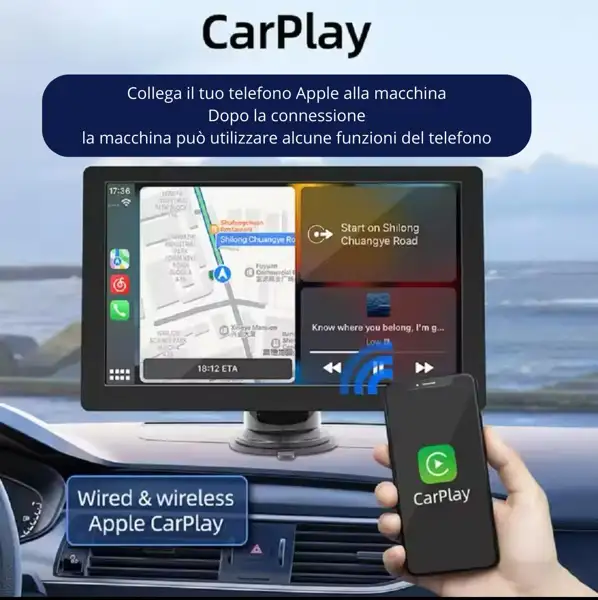 CarPlay
Collega il tuo telefono Apple alla macchina
Dopo la connessione
la macchina può utilizzare alcune funzioni del telefono
17:36
Shilong Chuangye Ro
Start on Shilong
Chuangye Road
Know where you belong, I'm g...
18:12 ETA
CarPlay
Wired & wireless
Apple CarPlay